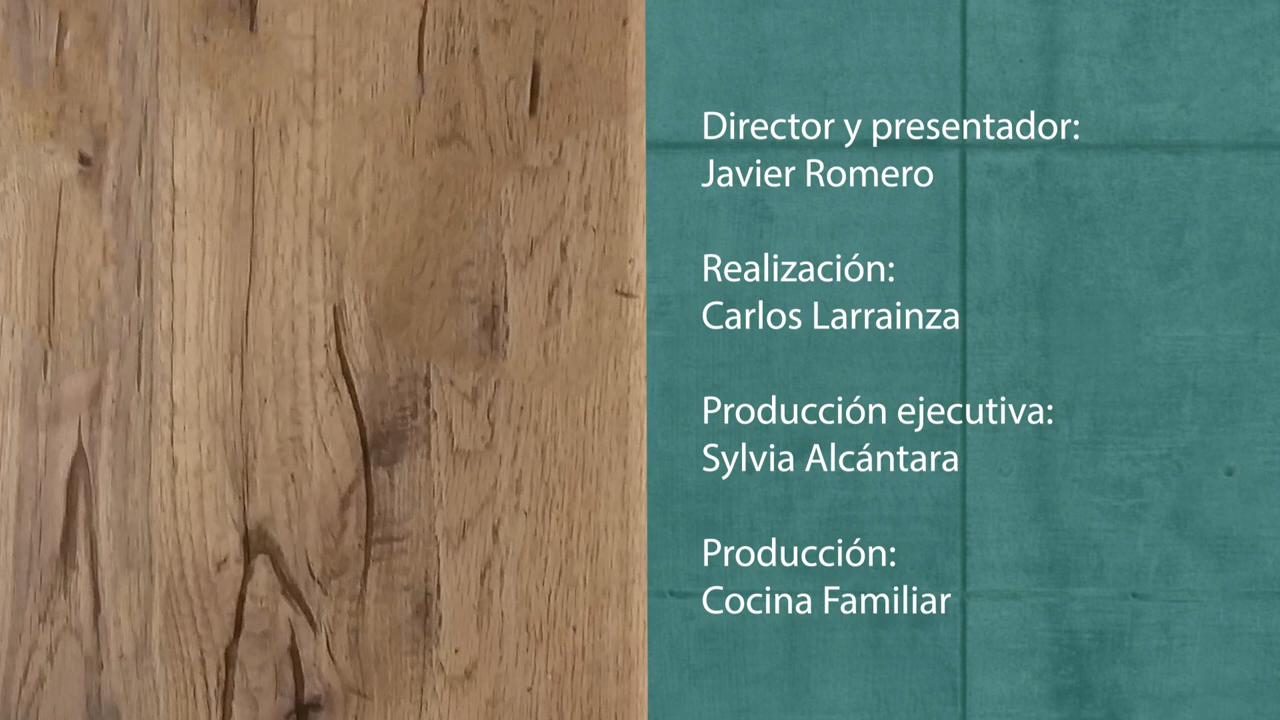 Director y presentador:
Javier Romero
Realización:
Carlos Larrainza
Producción ejecutiva:
Sylvia Alcántara
Producción:
Cocina Familiar